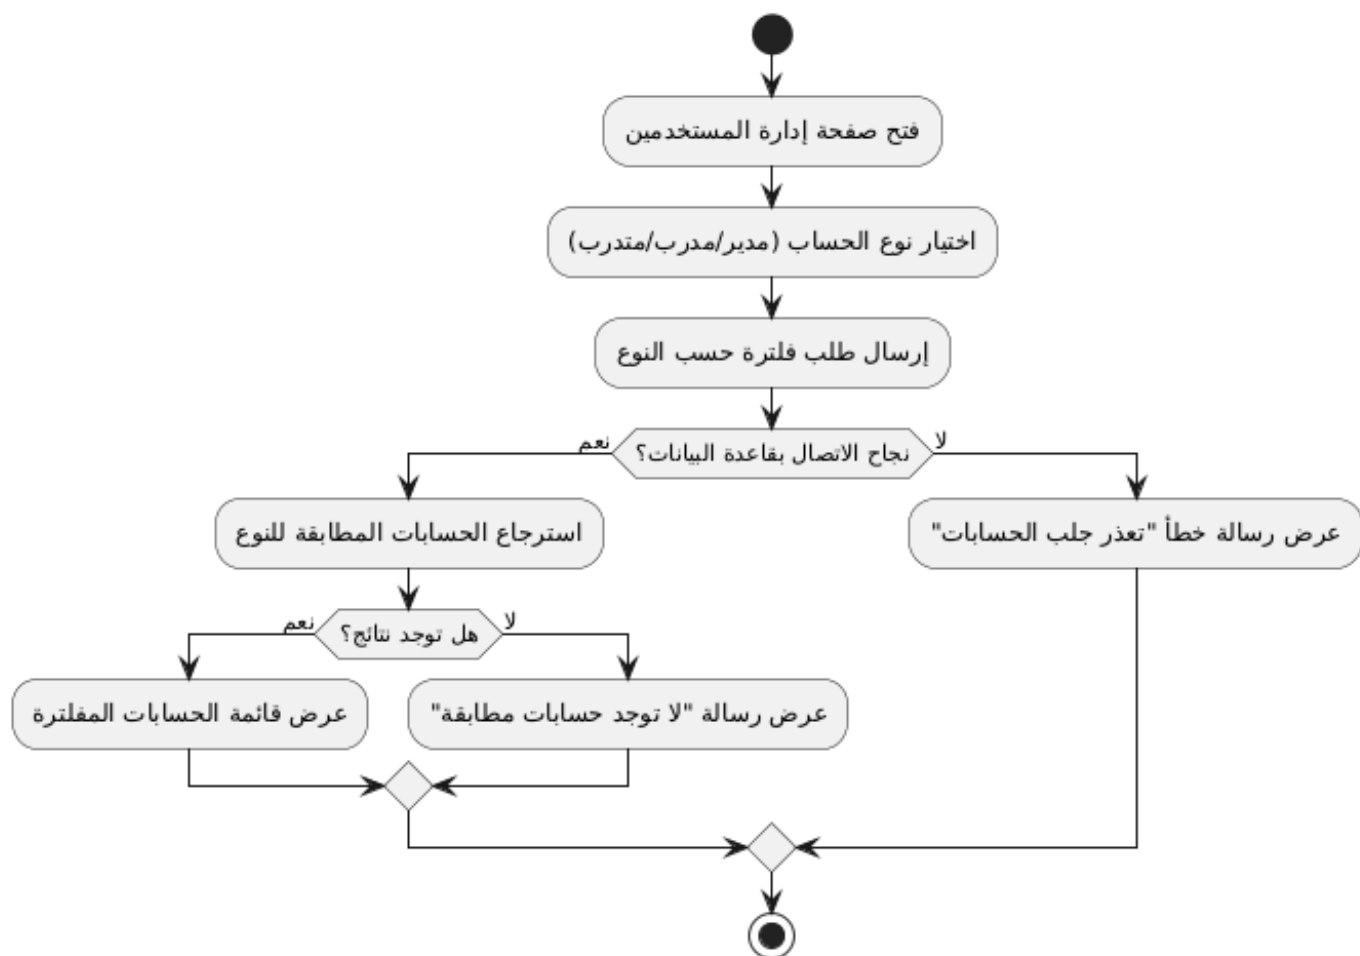 فتح صفحة إدارة المستخدمين
اختيار نوع الحساب (مدير/مدرب/متدرب)
إرسال طلب فلترة حسب النوع
نجاح الاتصال بقاعدة البيانات؟
نعم
لا
استرجاع الحسابات المطابقة للنوع
عرض رسالة خطأ "تعذر جلب الحسابات"
هل توجد نتائج؟
نعم
لا
عرض قائمة الحسابات المفلترة
عرض رسالة "لا توجد حسابات مطابقة"